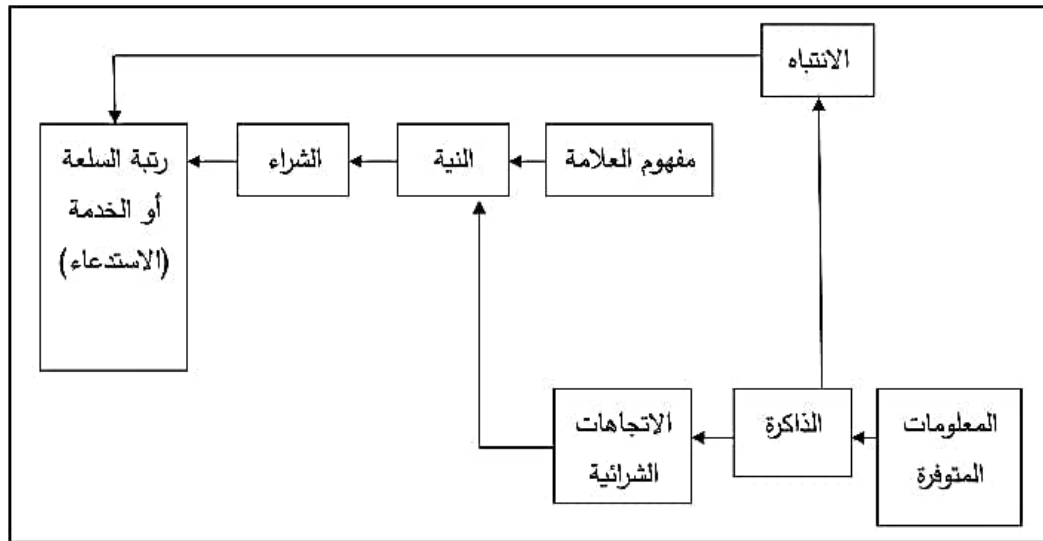 الانتباه
مفهوم العلامة
النية
الشراء
رتبة السلعة
أو الخدمة
(الاستدعاء)
المعلومات
المتوفرة
الذاكرة
الاتجاهات
الشرائية